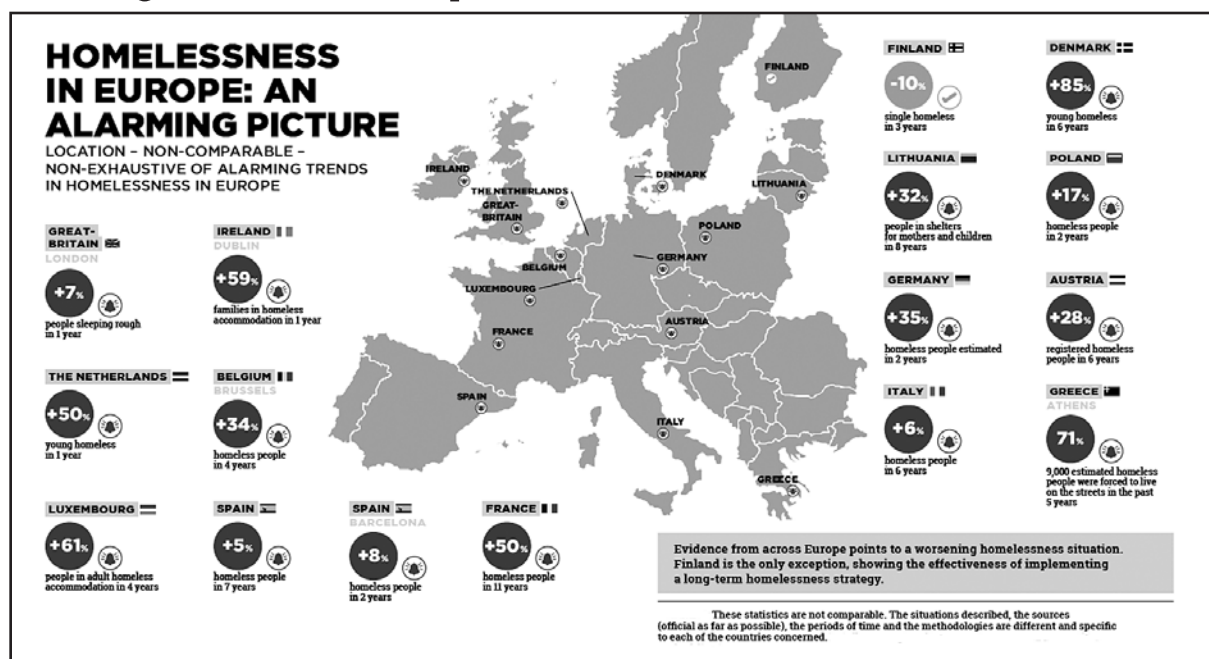 HOMELESSNESS
IN EUROPE: AN
ALARMING PICTURE
LOCATION – NON-COMPARABLE –
NON-EXHAUSTIVE OF ALARMING TRENDS
IN HOMELESSNESS IN EUROPE
GREAT-
BRITAIN
LONDON
+7%
people sleeping rough
in 1 year
IRELAND
DUBLIN
+59%
families in homeless
accommodation in 1 year
THE NETHERLANDS
+50%
young homeless
in 1 year
BELGIUM
BRUSSELS
+34%
homeless people
in 4 years
LUXEMBOURG
+61%
people in adult homeless
accommodation in 4 years
SPAIN
+5%
homeless people
in 7 years
SPAIN
BARCELONA
+8%
homeless people
in 2 years
FRANCE
+50%
homeless people
in 11 years
FINLAND
IRELAND
THE NETHERLANDS
GREAT-
BRITAIN
DENMARK
LITHUANIA
POLAND
BELGIUM
GERMANY
LUXEMBOURG
AUSTRIA
FRANCE
SPAIN
ITALY
GREECE
FINLAND
-10%
single homeless
in 3 years
DENMARK
+85%
young homeless
in 6 years
LITHUANIA
+32%
people in shelters
for mothers and children
in 8 years
POLAND
+17%
homeless people
in 2 years
GERMANY
+35%
homeless people estimated
in 2 years
AUSTRIA
+28%
registered homeless
people in 6 years
ITALY
+6%
homeless people
in 6 years
GREECE
ATHENS
71%
9,000 estimated homeless
people were forced to live
on the streets in the past
5 years
Evidence from across Europe points to a worsening homelessness situation.
Finland is the only exception, showing the effectiveness of implementing
a long-term homelessness strategy.
These statistics are not comparable. The situations described, the sources
(official as far as possible), the periods of time and the methodologies are different and specific
to each of the countries concerned.